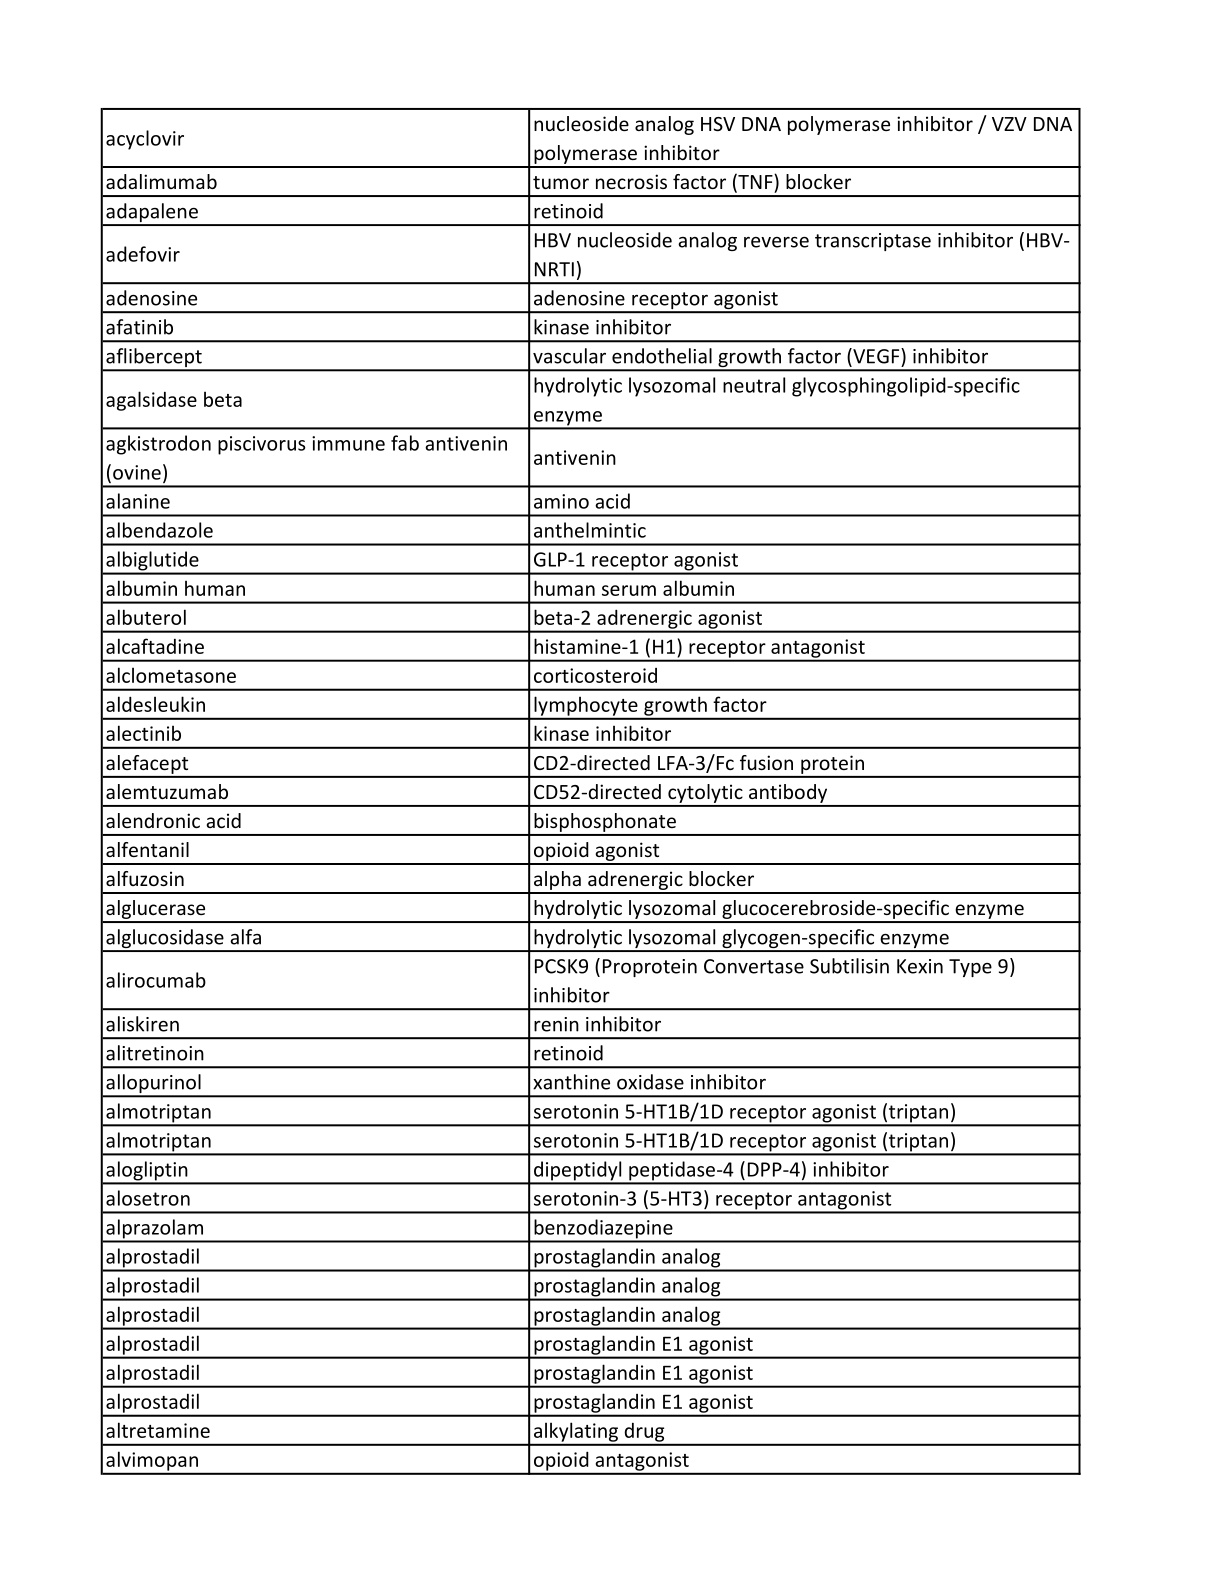 acyclovir
nucleoside analog HSV DNA polymerase inhibitor / VZV DNA
polymerase inhibitor
adalimumab
tumor necrosis factor (TNF) blocker
adapalene
retinoid
adefovir
HBV nucleoside analog reverse transcriptase inhibitor (HBV-
NRTI)
adenosine
adenosine receptor agonist
afatinib
kinase inhibitor
aflibercept
vascular endothelial growth factor (VEGF) inhibitor
agalsidase beta
hydrolytic lysozomal neutral glycosphingolipid-specific
enzyme
agkistrodon piscivorus immune fab antivenin
(ovine)
antivenin
alanine
amino acid
albendazole
anthelmintic
albiglutide
GLP-1 receptor agonist
albumin human
human serum albumin
albuterol
beta-2 adrenergic agonist
alcaftadine
histamine-1 (H1) receptor antagonist
alclometasone
corticosteroid
aldesleukin
lymphocyte growth factor
alectinib
kinase inhibitor
alefacept
CD2-directed LFA-3/Fc fusion protein
alemtuzumab
CD52-directed cytolytic antibody
alendronic acid
bisphosphonate
alfentanil
opioid agonist
alfuzosin
alpha adrenergic blocker
alglucerase
hydrolytic lysozomal glucocerebroside-specific enzyme
alglucosidase alfa
hydrolytic lysozomal glycogen-specific enzyme
alirocumab
PCSK9 (Proprotein Convertase Subtilisin Kexin Type 9)
inhibitor
aliskiren
renin inhibitor
alitretinoin
retinoid
allopurinol
xanthine oxidase inhibitor
almotriptan
serotonin 5-HT1B/1D receptor agonist (triptan)
almotriptan
serotonin 5-HT1B/1D receptor agonist (triptan)
alogliptin
dipeptidyl peptidase-4 (DPP-4) inhibitor
alosetron
serotonin-3 (5-HT3) receptor antagonist
alprazolam
benzodiazepine
alprostadil
prostaglandin analog
alprostadil
prostaglandin analog
alprostadil
prostaglandin analog
alprostadil
prostaglandin E1 agonist
alprostadil
prostaglandin E1 agonist
alprostadil
prostaglandin E1 agonist
altretamine
alkylating drug
alvimopan
opioid antagonist